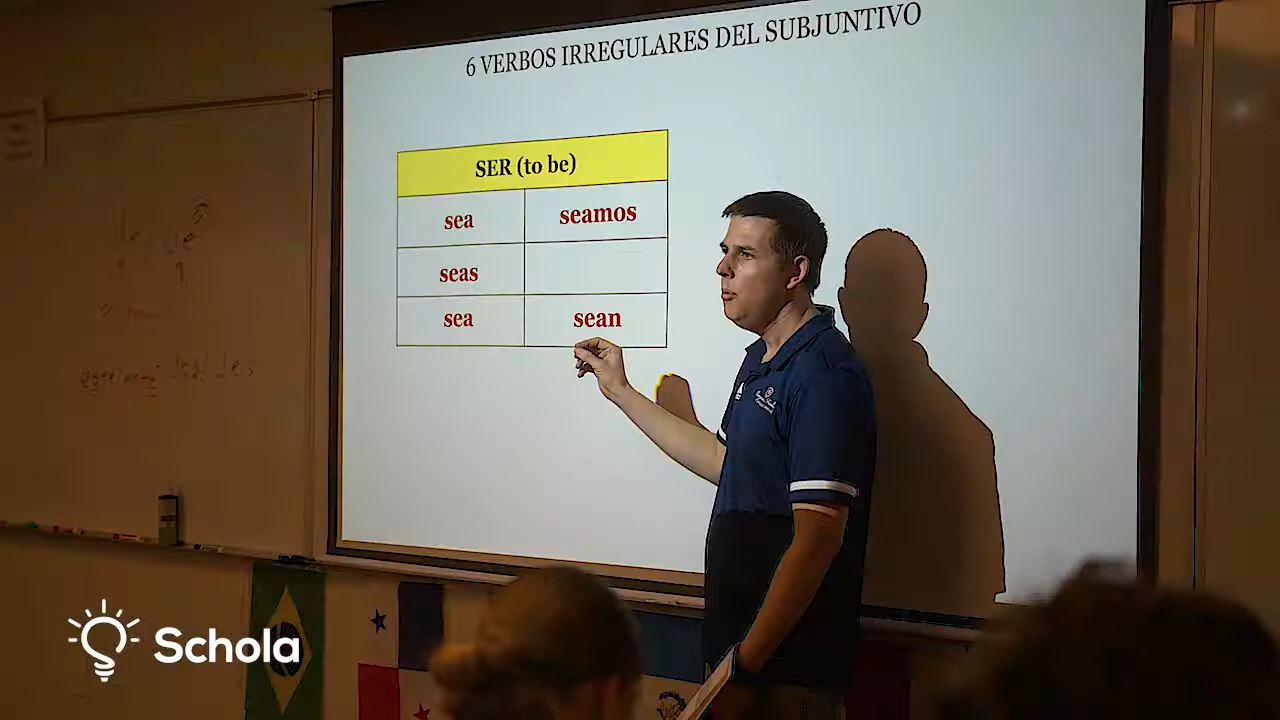 6 VERBOS IRREGULARES DEL SUBJUNTIVO
SER (to be)
sea seamos
seas
sea sean
Schola